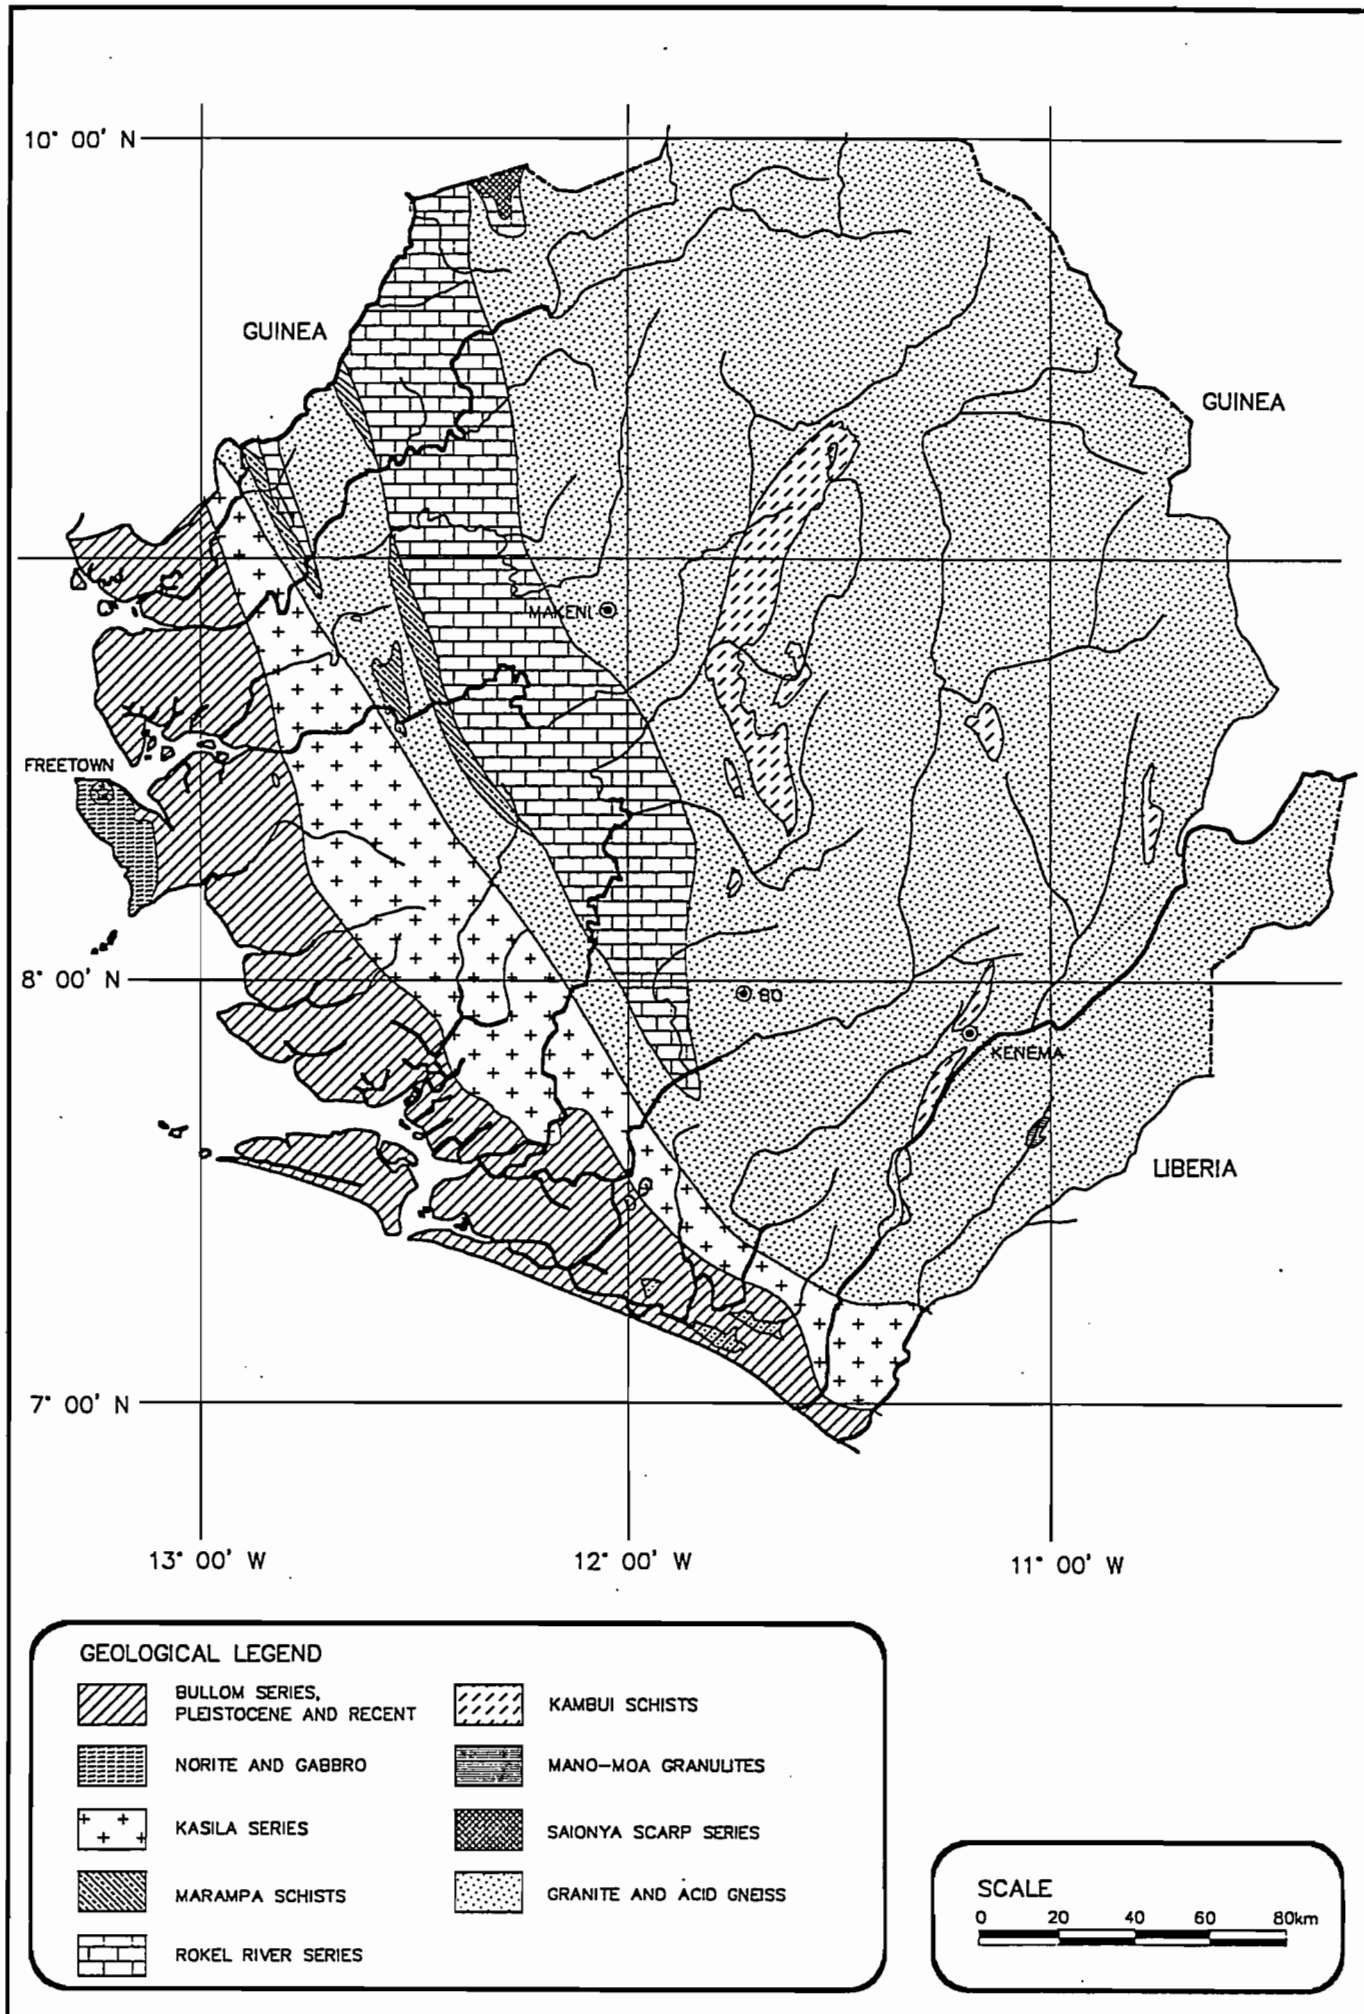 10° 00' N
GUINEA
GUINEA
MAKENI
FREETOWN
8° 00' N
BO
KENEMA
LIBERIA
7° 00' N
13° 00' W
12° 00' W
11° 00' W
GEOLOGICAL LEGEND
BULLOM SERIES,
PLEISTOCENE AND RECENT
NORITE AND GABBRO
KASILA SERIES
MARAMPA SCHISTS
ROKEL RIVER SERIES
KAMBUI SCHISTS
MANO-MOA GRANULITES
SAIONYA SCARP SERIES
GRANITE AND ACID GNEISS
SCALE
0 20 40 60 80km